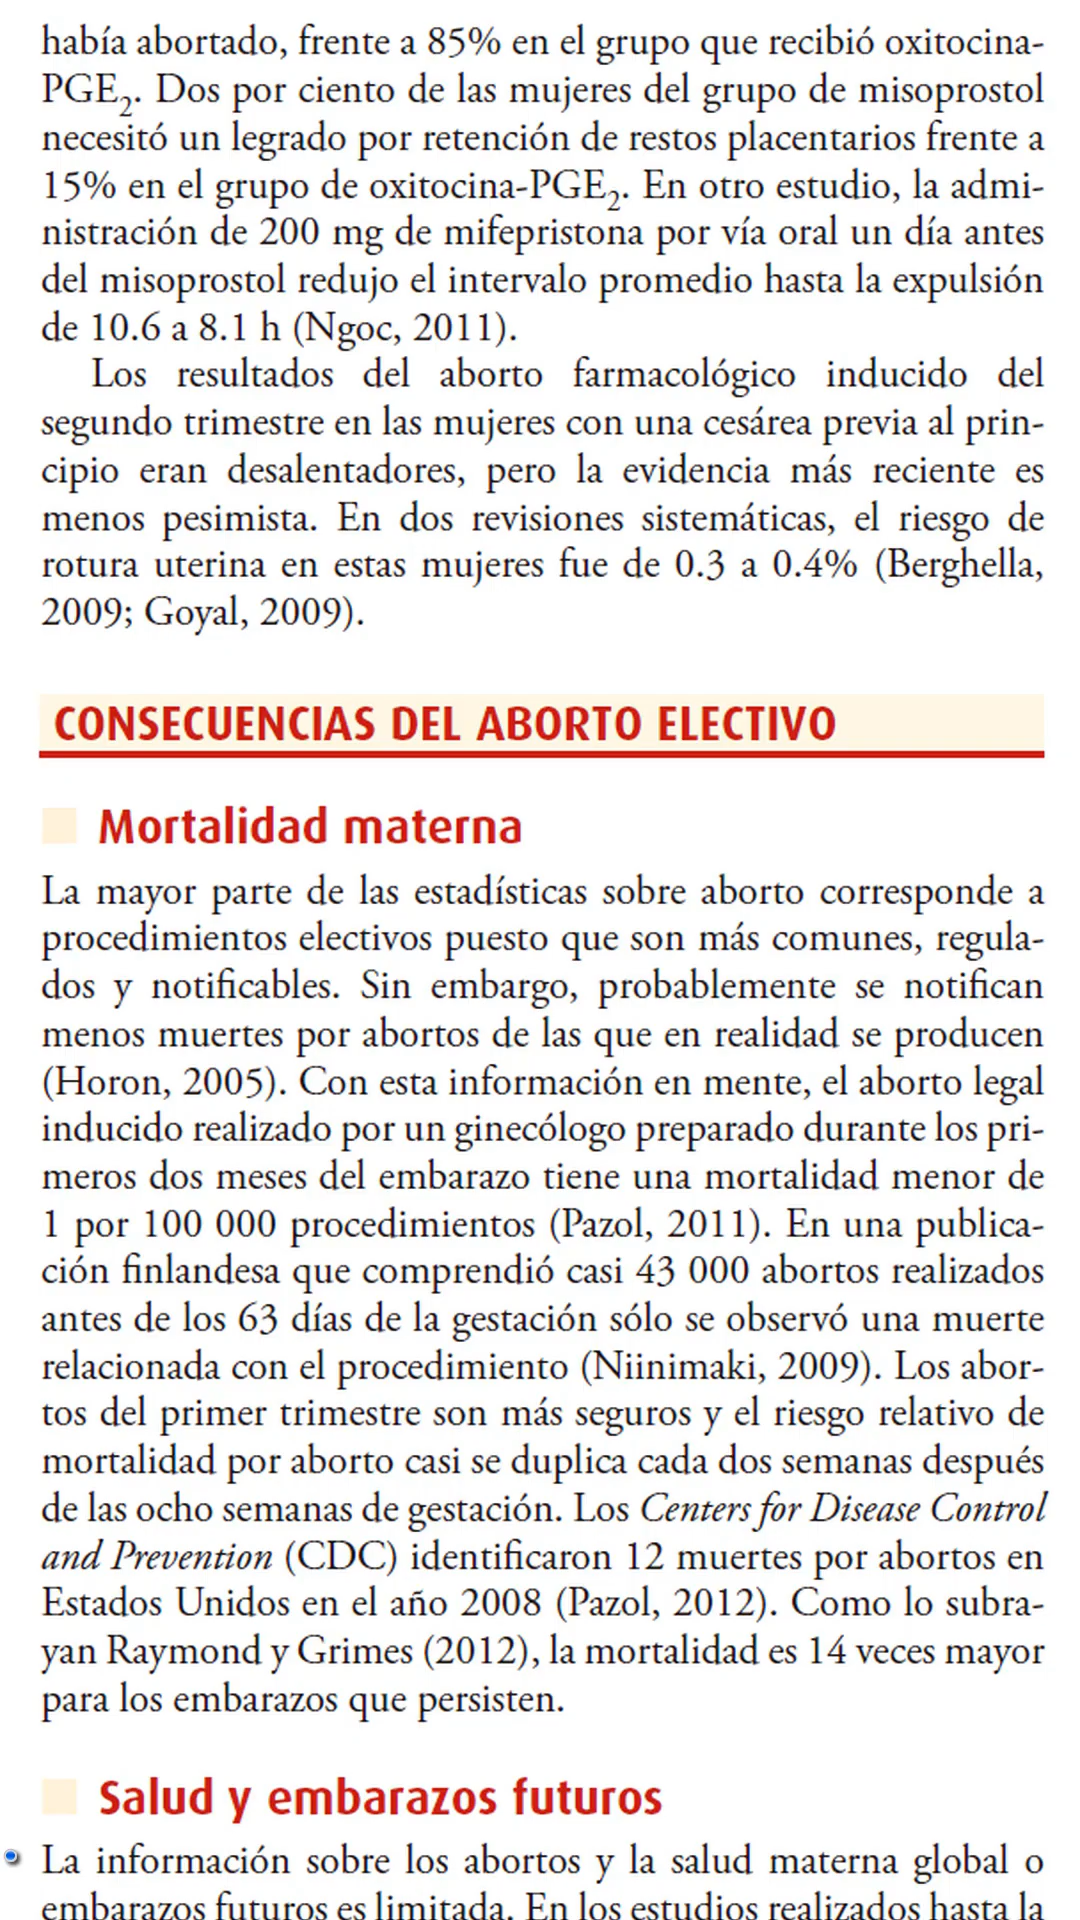 había abortado, frente a 85% en el grupo que recibió oxitocina-
PGE₂. Dos por ciento de las mujeres del grupo de misoprostol
necesitó un legrado por retención de restos placentarios frente a
15% en el grupo de oxitocina-PGE₂. En otro estudio, la admi-
nistración de 200 mg de mifepristona por vía oral un día antes
del misoprostol redujo el intervalo promedio hasta la expulsión
de 10.6 a 8.1 h (Ngoc, 2011).
Los resultados del aborto farmacológico inducido del
segundo trimestre en las mujeres con una cesárea previa al prin-
cipio eran desalentadores, pero la evidencia más reciente es
menos pesimista. En dos revisiones sistemáticas, el riesgo de
rotura uterina en estas mujeres fue de 0.3 a 0.4% (Berghella,
2009; Goyal, 2009).
CONSECUENCIAS DEL ABORTO ELECTIVO
Mortalidad materna
La mayor parte de las estadísticas sobre aborto corresponde a
procedimientos electivos puesto que son más comunes, regula-
dos y notificables. Sin embargo, probablemente se notifican
menos muertes por abortos de las que en realidad se producen
(Horon, 2005). Con esta información en mente, el aborto legal
inducido realizado por un ginecólogo preparado durante los pri-
meros dos meses del embarazo tiene una mortalidad menor de
1 por 100 000 procedimientos (Pazol, 2011). En una publica-
ción finlandesa que comprendió casi 43 000 abortos realizados
antes de los 63 días de la gestación sólo se observó una muerte
relacionada con el procedimiento (Niinimaki, 2009). Los abor-
tos del primer trimestre son más seguros y el riesgo relativo de
mortalidad por aborto casi se duplica cada dos semanas después
de las ocho semanas de gestación. Los Centers for Disease Control
and Prevention (CDC) identificaron 12 muertes por abortos en
Estados Unidos en el año 2008 (Pazol, 2012). Como lo subra-
yan Raymond y Grimes (2012), la mortalidad es 14 veces mayor
para los embarazos que persisten.
Salud y embarazos futuros
La información sobre los abortos y la salud materna global o
embarazos futuros es limitada. En los estudios realizados hasta la